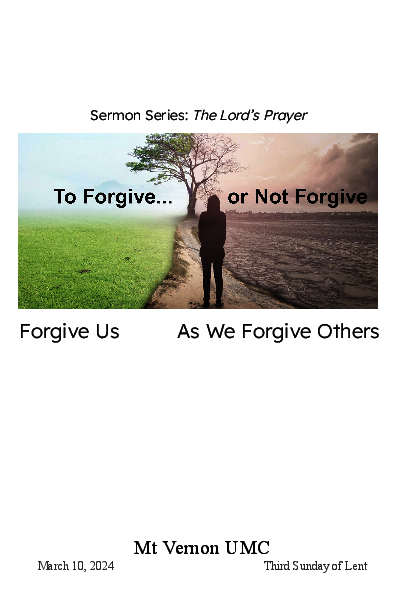 Sermon Series: The Lord's Prayer
To Forgive... or Not Forgive
Forgive Us As We Forgive Others
Mt Vernon UMC
March 10, 2024 Third Sunday of Lent